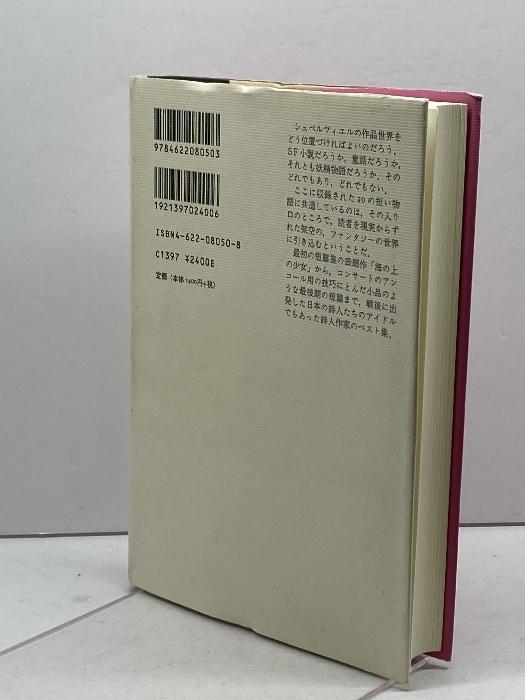 9784622080503
1921397024006
ISBN4-622-08050-8
C1397 ¥2400E
定価（本体2400円+税）
シュペルヴィエルの作品世界を
どう位置づければよいのだろう。
SF小説だろうか、童話だろうか、
それとも妖精物語だろうか。その
どれでもあり、どれでもない。
ここに収録された20の短い物
語に共通しているのは、その入り
口のところで、読者を現実からず
れた架空の、ファンタジーの世界
に引き込むということだ。
最初の短篇集の表題作「海の上
の少女」から、コンサートのアン
コール用の技巧にとんだ小品のよ
うな最後期の短篇まで、戦後に出
発した日本の詩人たちのアイドル
でもあった詩人作家のベスト集。